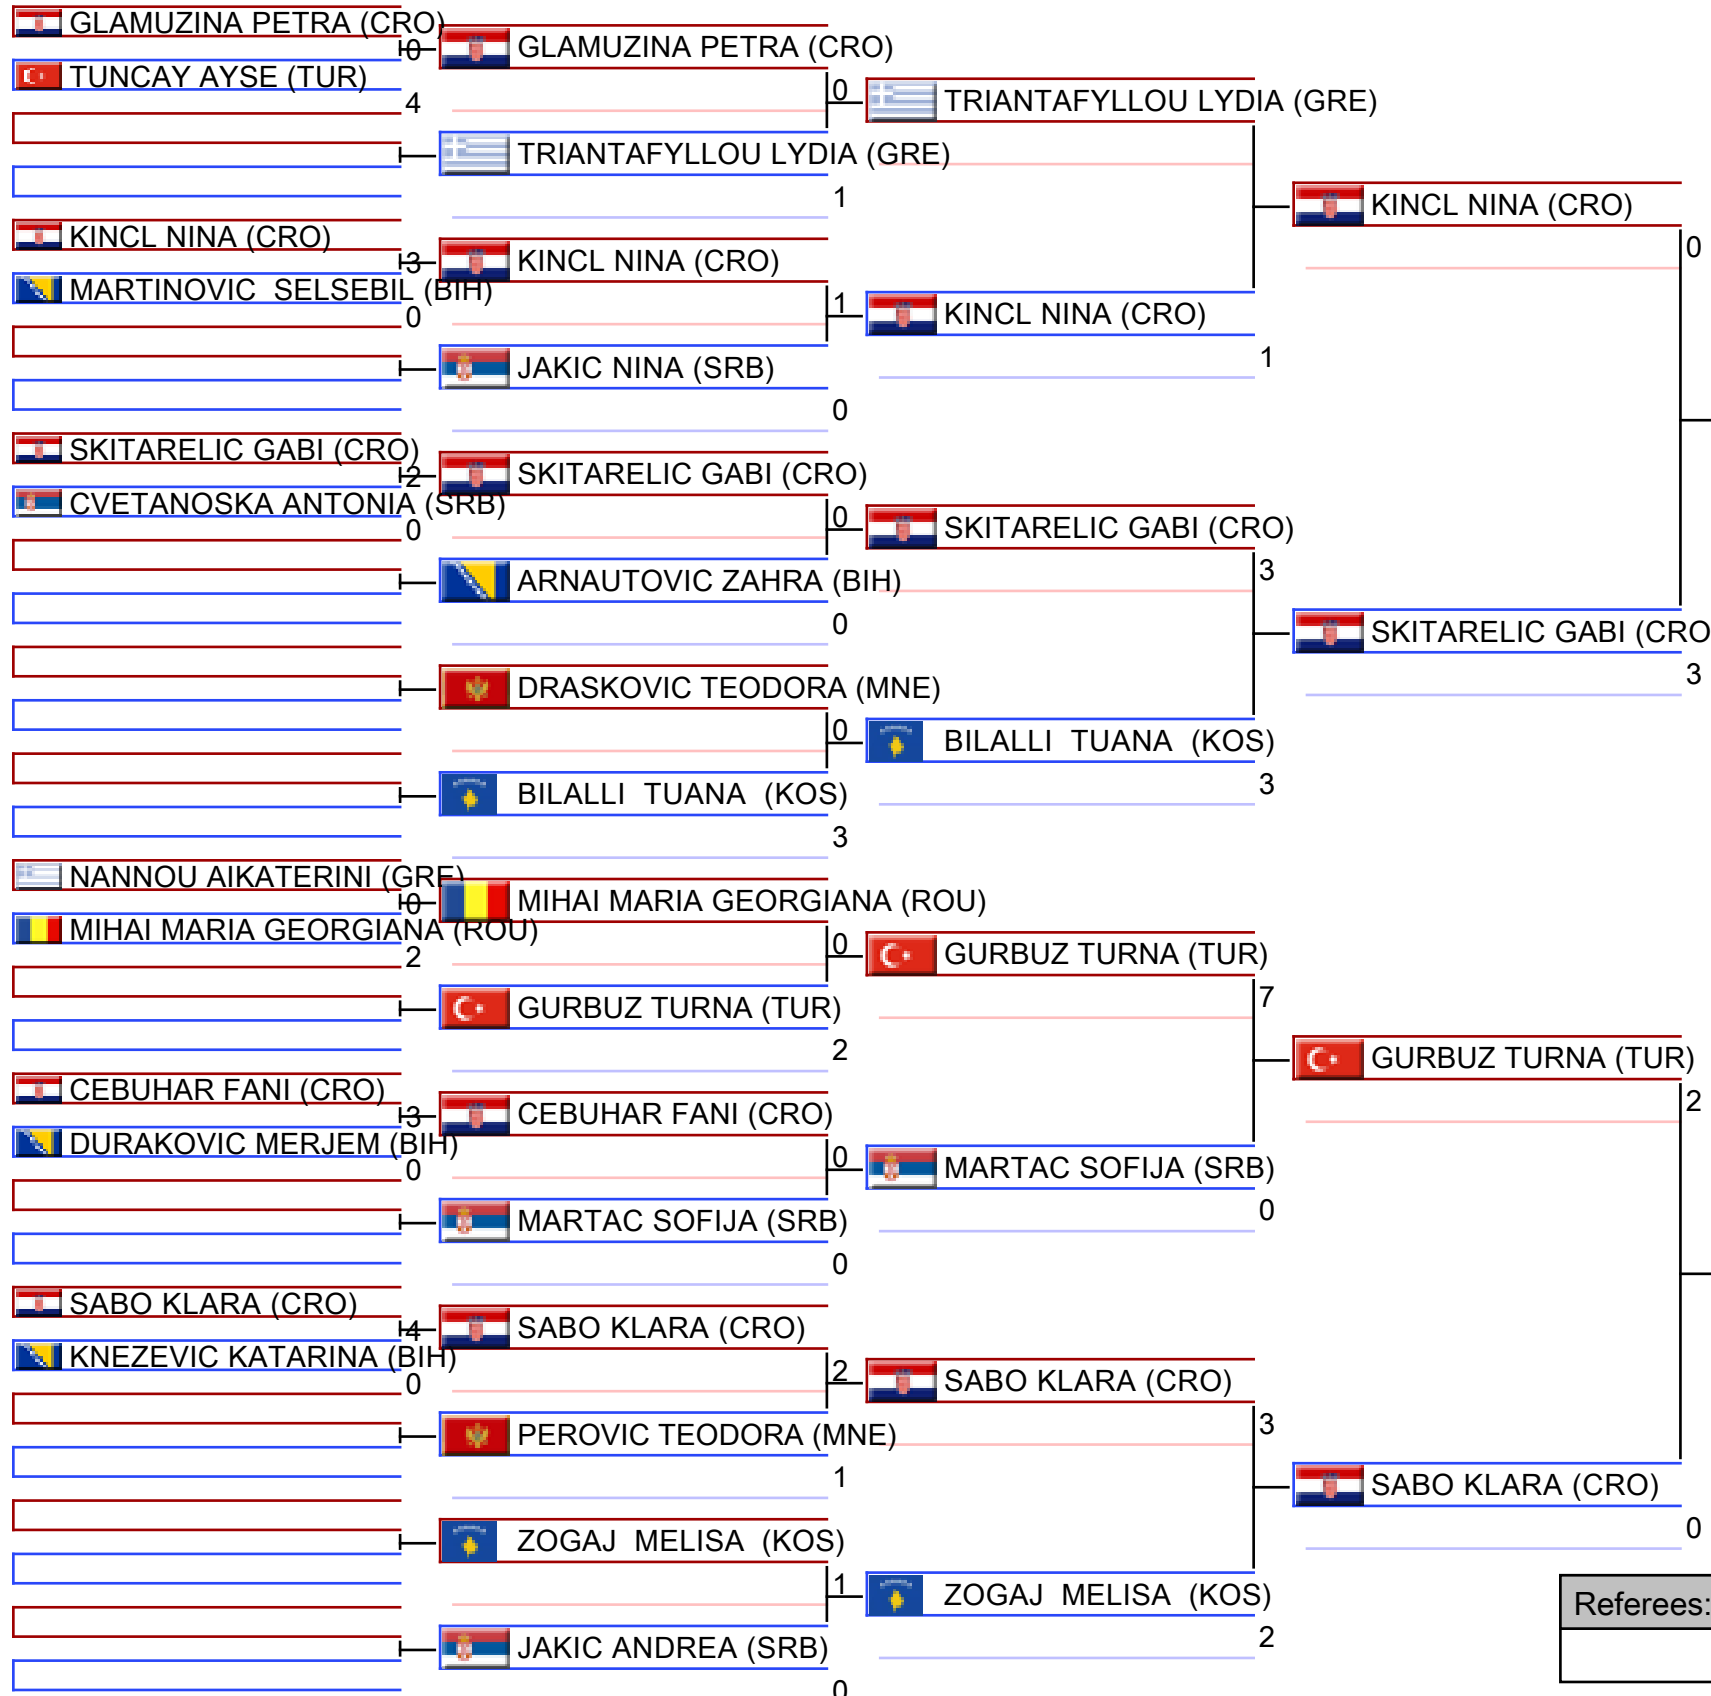 GLAMUZINA PETRA (CRO)
0
TUNCAY AYSE (TUR)
4
KINCL NINA (CRO)
3
MARTINOVIC  SELSEBIL (BIH)
0
SKITARELIC GABI (CRO)
2
CVETANOSKA ANTONIA (SRB)
0
NANNOU AIKATERINI (GRE)
0
MIHAI MARIA GEORGIANA (ROU)
2
CEBUHAR FANI (CRO)
3
DURAKOVIC MERJEM (BIH)
0
SABO KLARA (CRO)
4
KNEZEVIC KATARINA (BIH)
0
GLAMUZINA PETRA (CRO)
0
TRIANTAFYLLOU LYDIA (GRE)
1
KINCL NINA (CRO)
1
JAKIC NINA (SRB)
0
SKITARELIC GABI (CRO)
0
ARNAUTOVIC ZAHRA (BIH)
0
DRASKOVIC TEODORA (MNE)
0
BILALLI  TUANA  (KOS)
3
MIHAI MARIA GEORGIANA (ROU)
0
GURBUZ TURNA (TUR)
2
CEBUHAR FANI (CRO)
0
MARTAC SOFIJA (SRB)
0
SABO KLARA (CRO)
2
PEROVIC TEODORA (MNE)
1
ZOGAJ  MELISA  (KOS)
1
JAKIC ANDREA (SRB)
0
TRIANTAFYLLOU LYDIA (GRE)
KINCL NINA (CRO)
1
SKITARELIC GABI (CRO)
3
BILALLI  TUANA  (KOS)
3
GURBUZ TURNA (TUR)
7
MARTAC SOFIJA (SRB)
0
SABO KLARA (CRO)
3
ZOGAJ  MELISA  (KOS)
2
KINCL NINA (CRO)
0
SKITARELIC GABI (CRO
3
GURBUZ TURNA (TUR)
2
SABO KLARA (CRO)
0
Referees: